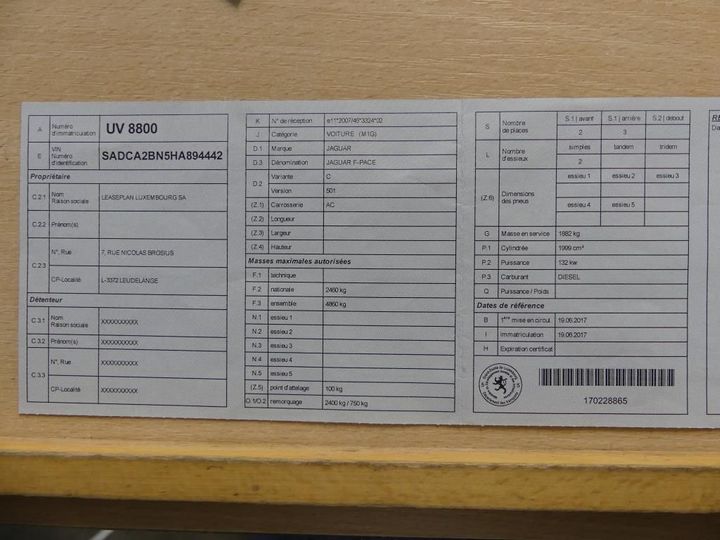 A Numéro d'immatriculation UV 8800
E VIN Numéro d'identification SADCA2BN5HA894442
Propriétaire
C.2.1 Nom Raison sociale LEASEPLAN LUXEMBOURG SA
C.2.2 Prénom(s)
C.2.3 N°, Rue 7, RUE NICOLAS BROSIUS
CP-Localité L-3372 LEUDELANGE
Détenteur
C.3.1 Nom Raison sociale XXXXXXXXXX
C.3.2 Prénom(s) XXXXXXXXXX
C.3.3 N°, Rue XXXXXXXXXX
CP-Localité XXXXXXXXXX
K N° de réception e11*2007/46*3324*02
J Catégorie VOITURE (M1G)
D.1 Marque JAGUAR
D.3 Dénomination JAGUAR F-PACE
D.2 Variante C
Version 501
(Z.1) Carrosserie AC
(Z.2) Longueur
(Z.3) Largeur
(Z.4) Hauteur
Masses maximales autorisées
F.1 technique
F.2 nationale 2460 kg
F.3 ensemble 4860 kg
N.1 essieu 1
N.2 essieu 2
N.3 essieu 3
N.4 essieu 4
N.5 essieu 5
(Z.5) point d'attelage 100 kg
O.1/O.2 remorquage 2400 kg / 750 kg
S Nombre de places S.1 | avant S.1 | arrière S.2 | debout
2 3
L Nombre d'essieux simples tandem tridem
2
(Z.6) Dimensions des pneus essieu 1 essieu 2 essieu 3
essieu 4 essieu 5
G Masse en service 1882 kg
P.1 Cylindrée 1999 cm³
P.2 Puissance 132 kw
P.3 Carburant DIESEL
Q Puissance / Poids
Dates de référence
B 1ère mise en circul 19.06.2017
I immatriculation 19.06.2017
H Expiration certificat
170228865